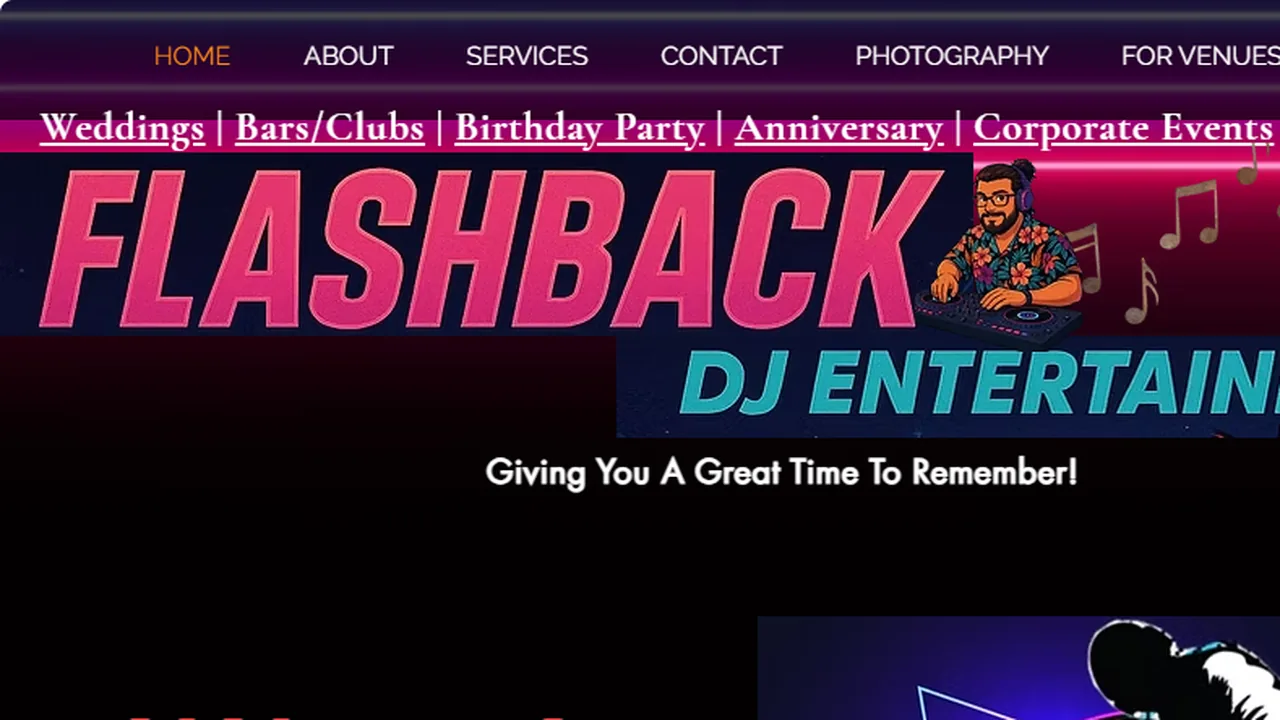 HOME ABOUT SERVICES CONTACT PHOTOGRAPHY FOR VENUES
Weddings | Bars/Clubs | Birthday Party | Anniversary | Corporate Events
FLASHBACK
DJ ENTERTAIN
Giving You A Great Time To Remember!